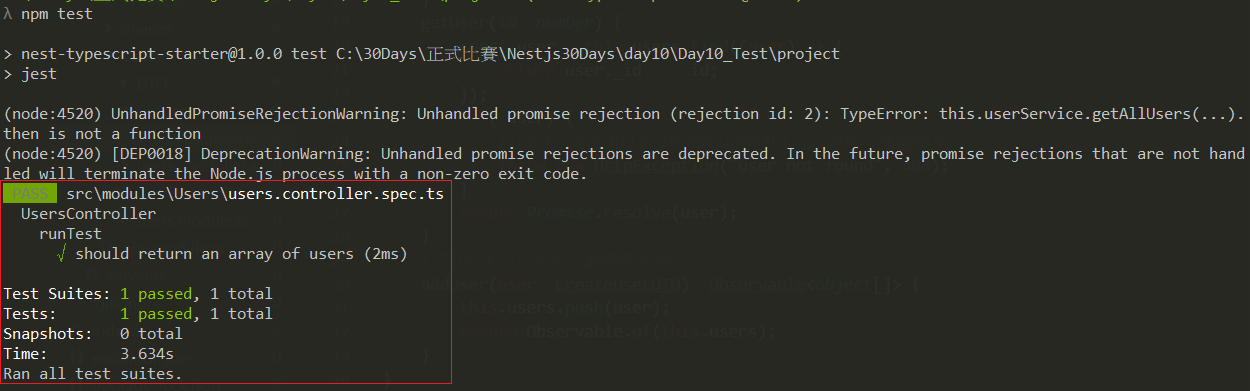 λ npm test
> nest-typescript-starter@1.0.0 test C:\30Days\正式比賽\Nestjs30Days\day10\Day10_Test\project
> jest
(node:4520) UnhandledPromiseRejectionWarning: Unhandled promise rejection (rejection id: 2): TypeError: this.userService.getAllUsers(...).
then is not a function
(node:4520) [DEP0018] DeprecationWarning: Unhandled promise rejections are deprecated. In the future, promise rejections that are not hand
led will terminate the Node.js process with a non-zero exit code.
PASS src\modules\Users\users.controller.spec.ts
UsersController
runTest
√ should return an array of users (2ms)
Test Suites: 1 passed, 1 total
Tests: 1 passed, 1 total
Snapshots: 0 total
Time: 3.634s
Ran all test suites.